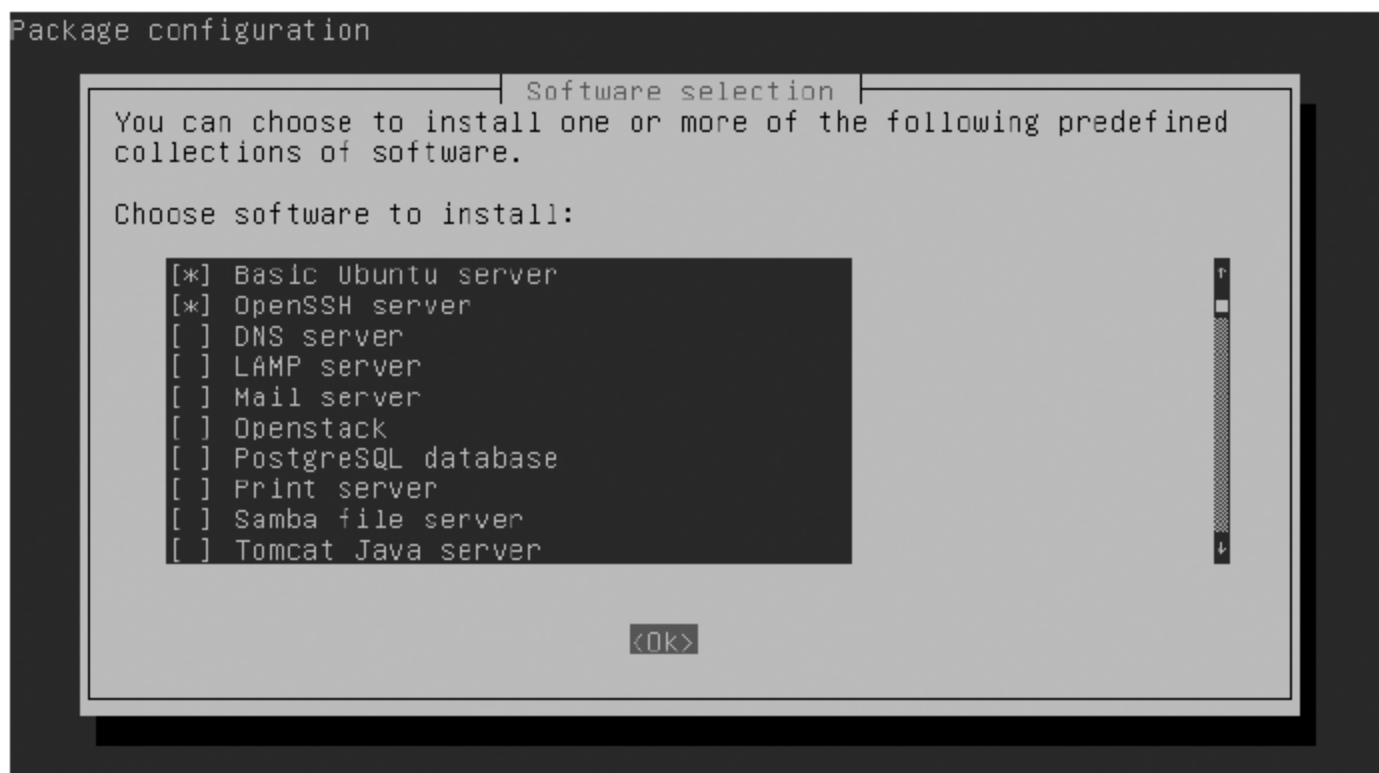 Package configuration
Software selection
You can choose to install one or more of the following predefined
collections of software.
Choose software to install:
[*] Basic Ubuntu server
[*] OpenSSH server
[ ] DNS server
[ ] LAMP server
[ ] Mail server
[ ] Openstack
[ ] PostgreSQL database
[ ] Print server
[ ] Samba file server
[ ] Tomcat Java server
<Ok>